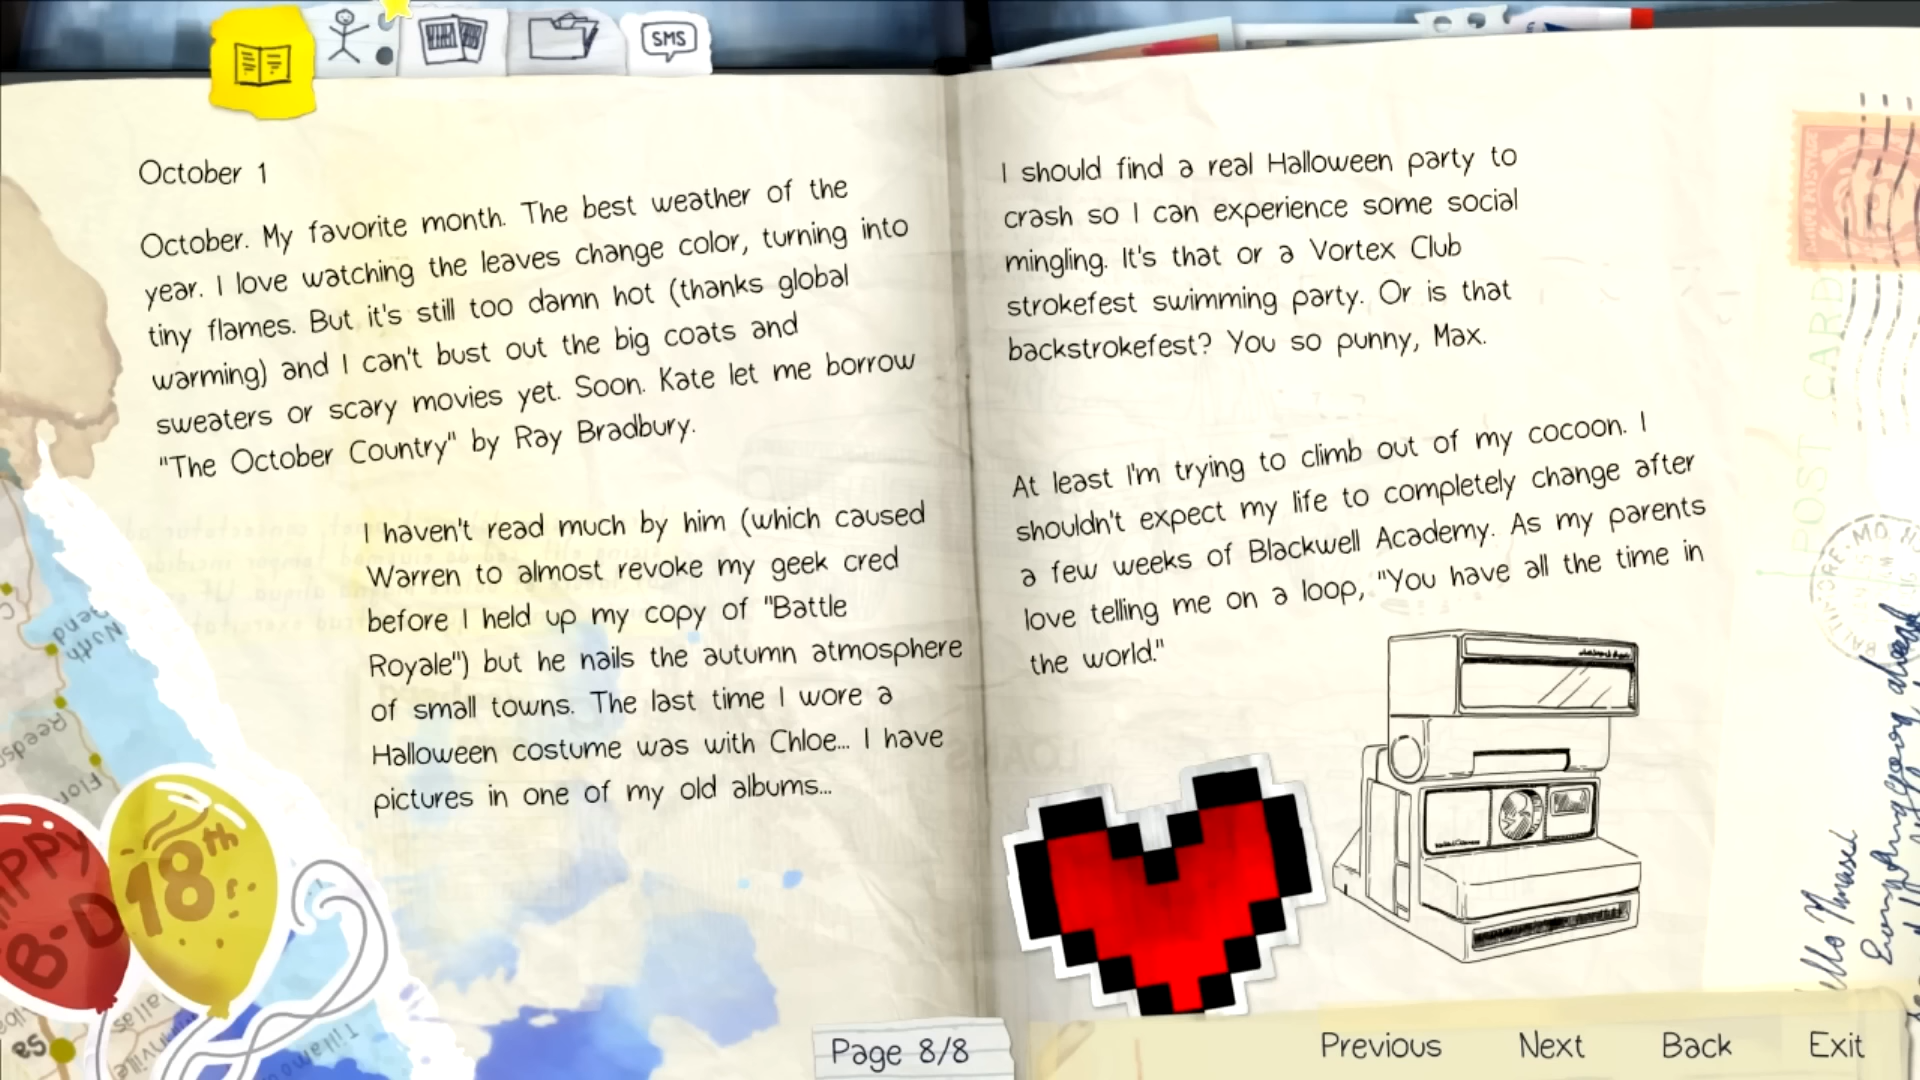 SMS
October 1
October. My favorite month. The best weather of the
year. I love watching the leaves change color, turning into
tiny flames. But it's still too damn hot (thanks global
warming) and I can't bust out the big coats and
sweaters or scary movies yet. Soon. Kate let me borrow
"The October Country" by Ray Bradbury.
I haven't read much by him (which caused
Warren to almost revoke my geek cred
before I held up my copy of "Battle
Royale") but he nails the autumn atmosphere
of small towns. The last time I wore a
Halloween costume was with Chloe... I have
pictures in one of my old albums...
I should find a real Halloween party to
crash so I can experience some social
mingling. It's that or a Vortex Club
strokefest swimming party. Or is that
backstrokefest? You so punny, Max.
At least I'm trying to climb out of my cocoon. I
shouldn't expect my life to completely change after
a few weeks of Blackwell Academy. As my parents
love telling me on a loop, "You have all the time in
the world."
POST CARD
North
Bend
18th
B-D
Page 8/8
Previous
Next
Back
Exit